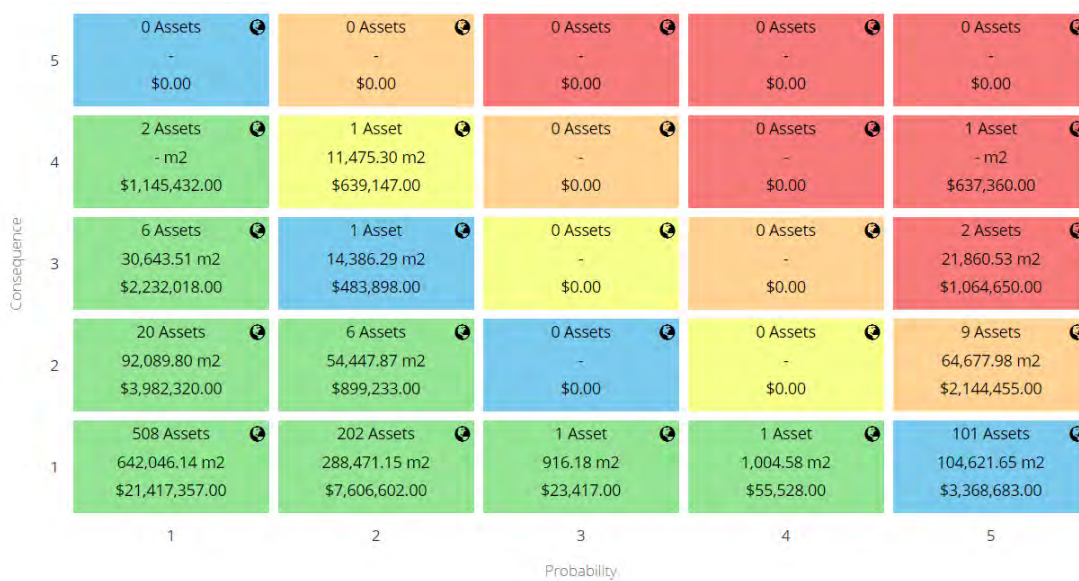 5
0 Assets
-
$0.00
0 Assets
-
$0.00
0 Assets
-
$0.00
0 Assets
-
$0.00
0 Assets
-
$0.00
4
2 Assets
- m2
$1,145,432.00
1 Asset
11,475.30 m2
$639,147.00
0 Assets
-
$0.00
0 Assets
-
$0.00
1 Asset
- m2
$637,360.00
Consequence
3
6 Assets
30,643.51 m2
$2,232,018.00
1 Asset
14,386.29 m2
$483,898.00
0 Assets
-
$0.00
0 Assets
-
$0.00
2 Assets
21,860.53 m2
$1,064,650.00
2
20 Assets
92,089.80 m2
$3,982,320.00
6 Assets
54,447.87 m2
$899,233.00
0 Assets
-
$0.00
0 Assets
-
$0.00
9 Assets
64,677.98 m2
$2,144,455.00
1
508 Assets
642,046.14 m2
$21,417,357.00
202 Assets
288,471.15 m2
$7,606,602.00
1 Asset
916.18 m2
$23,417.00
1 Asset
1,004.58 m2
$55,528.00
101 Assets
104,621.65 m2
$3,368,683.00
1 2 3 4 5
Probability